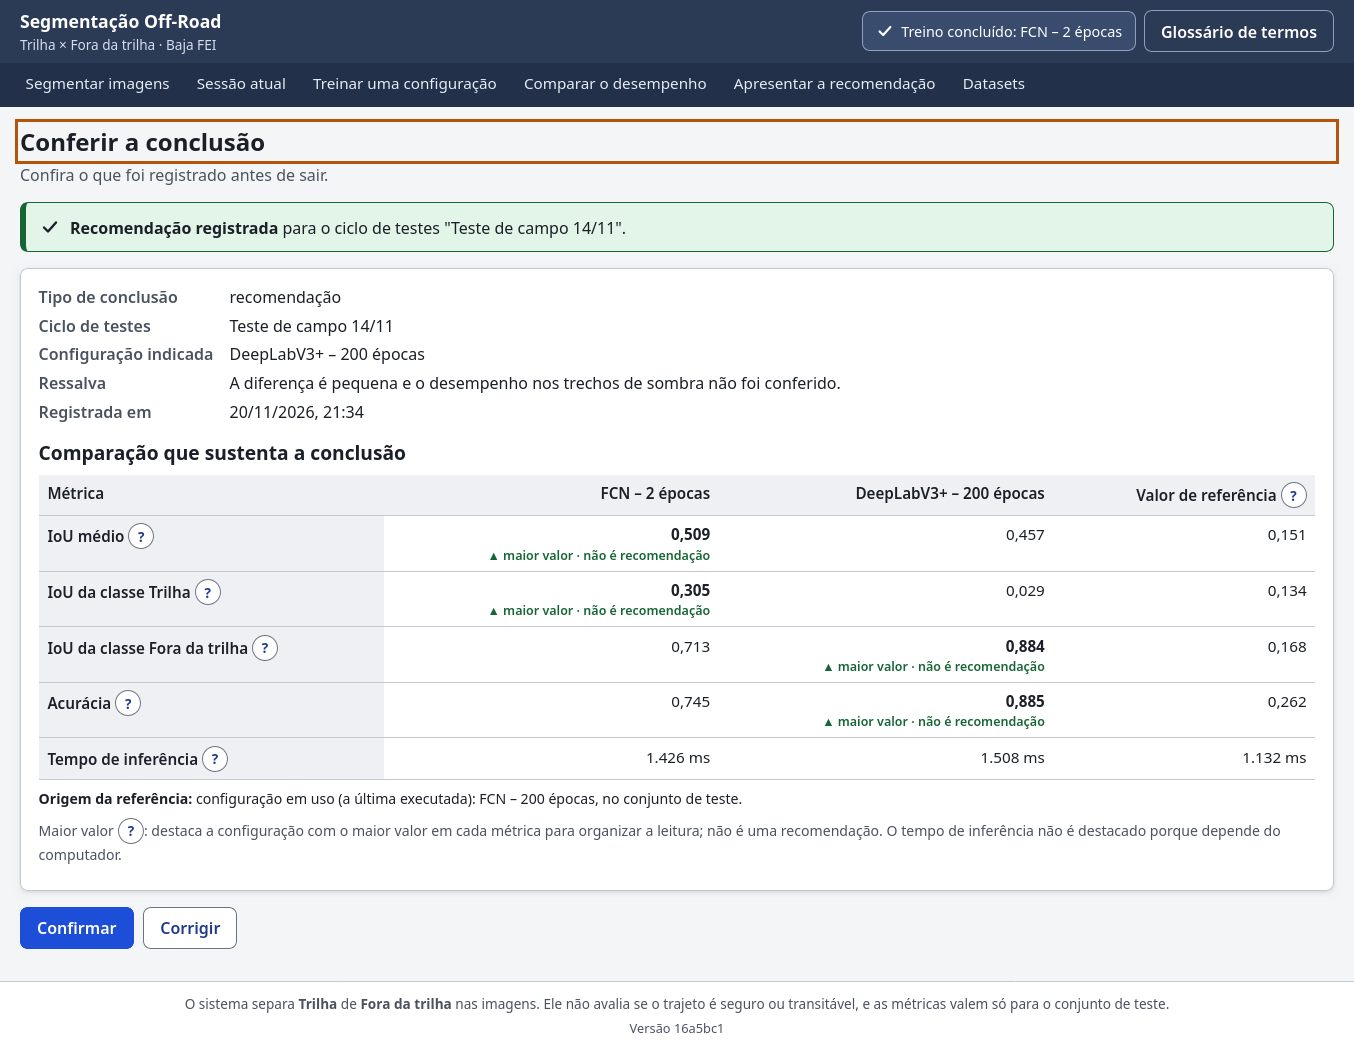 Segmentação Off-Road
Trilha × Fora da trilha · Baja FEI
Treino concluído: FCN – 2 épocas
Glossário de termos
Segmentar imagens
Sessão atual
Treinar uma configuração
Comparar o desempenho
Apresentar a recomendação
Datasets
Conferir a conclusão
Confira o que foi registrado antes de sair.
Recomendação registrada para o ciclo de testes "Teste de campo 14/11".
Tipo de conclusão recomendação
Ciclo de testes Teste de campo 14/11
Configuração indicada DeepLabV3+ – 200 épocas
Ressalva A diferença é pequena e o desempenho nos trechos de sombra não foi conferido.
Registrada em 20/11/2026, 21:34
Comparação que sustenta a conclusão
Métrica FCN – 2 épocas DeepLabV3+ – 200 épocas Valor de referência ?
IoU médio ? 0,509 0,457 0,151
▲ maior valor · não é recomendação
IoU da classe Trilha ? 0,305 0,029 0,134
▲ maior valor · não é recomendação
IoU da classe Fora da trilha ? 0,713 0,884 0,168
▲ maior valor · não é recomendação
Acurácia ? 0,745 0,885 0,262
▲ maior valor · não é recomendação
Tempo de inferência ? 1.426 ms 1.508 ms 1.132 ms
Origem da referência: configuração em uso (a última executada): FCN – 200 épocas, no conjunto de teste.
Maior valor ?: destaca a configuração com o maior valor em cada métrica para organizar a leitura; não é uma recomendação. O tempo de inferência não é destacado porque depende do
computador.
Confirmar
Corrigir
O sistema separa Trilha de Fora da trilha nas imagens. Ele não avalia se o trajeto é seguro ou transitável, e as métricas valem só para o conjunto de teste.
Versão 16a5bc1